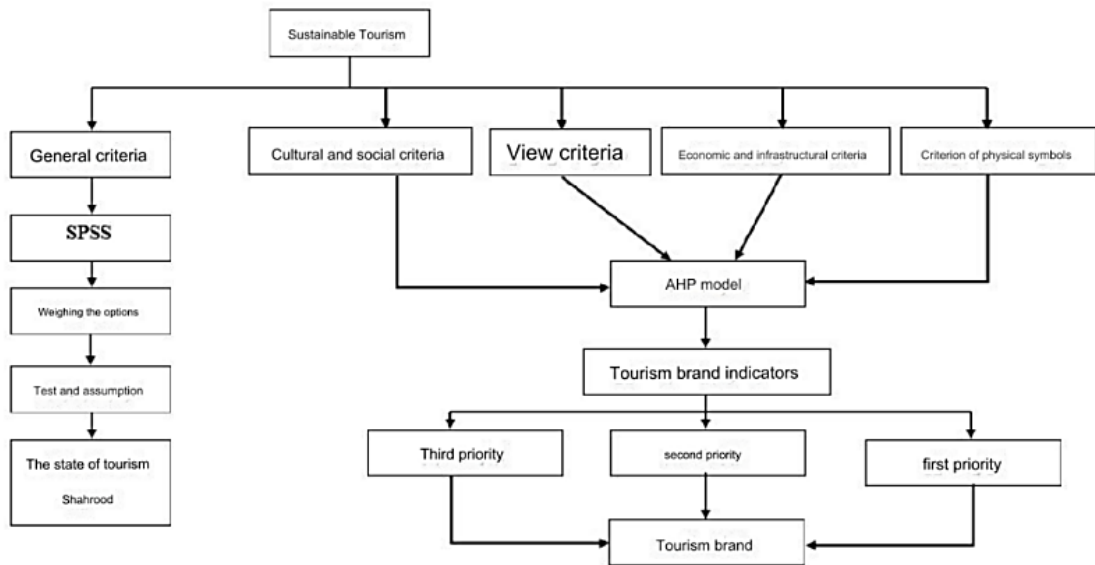 Sustainable Tourism
General criteria
Cultural and social criteria
View criteria
Economic and infrastructural criteria
Criterion of physical symbols
SPSS
AHP model
Weighing the options
Tourism brand indicators
Test and assumption
Third priority
second priority
first priority
The state of tourism
Shahrood
Tourism brand